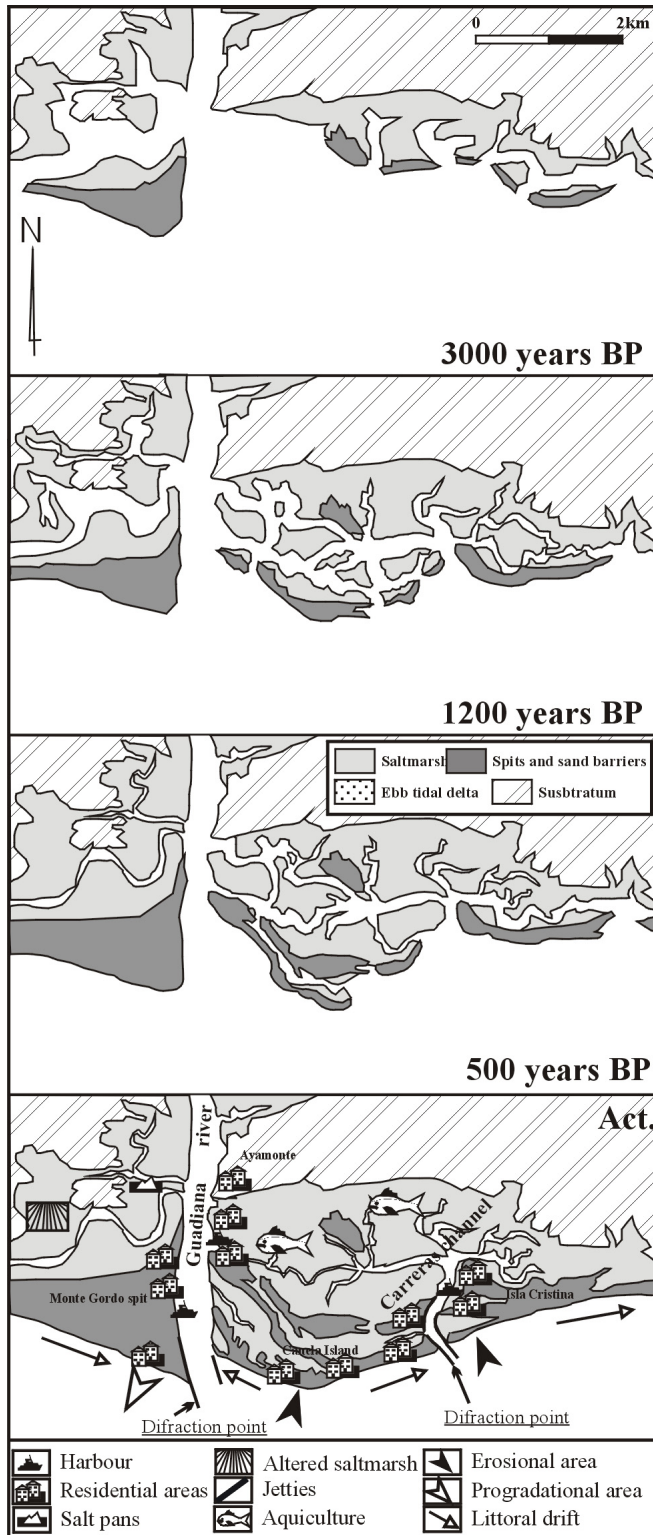 0 2km
N
3000 years BP
1200 years BP
Saltmarsh Spits and sand barriers
Ebb tidal delta Susbtratum
500 years BP
Act.
Guadiana river
Ayamonte
Carreras channel
Monte Gordo spit
Isla Cristina
Canela Island
Difraction point
Difraction point
Harbour Altered saltmarsh Erosional area
Residential areas Jetties Progradational area
Salt pans Aquiculture Littoral drift